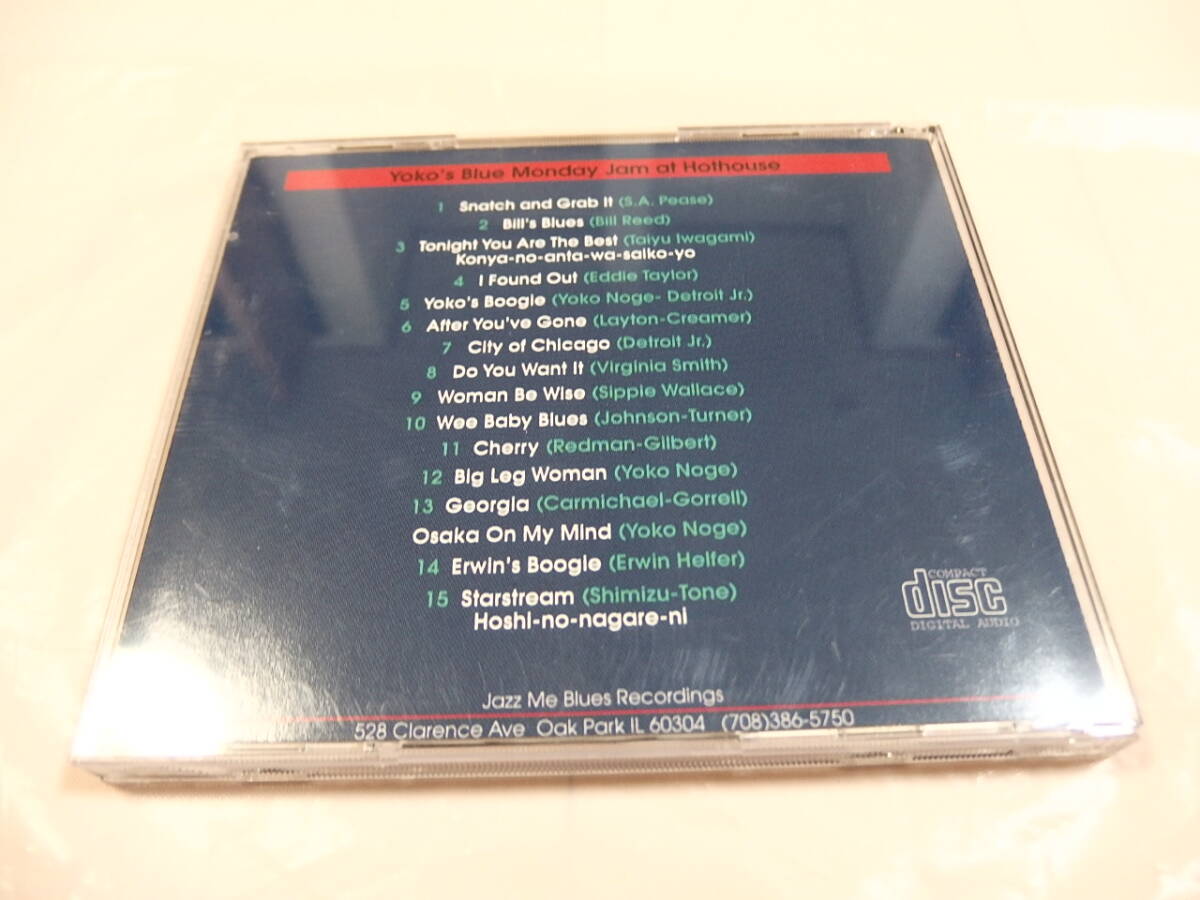 Yoko's Blue Monday Jam at Hothouse
1 Snatch and Grab It (S.A. Pease)
2 Bill's Blues (Bill Reed)
3 Tonight You Are The Best (Taiyu Iwagami)
Konya-no-anta-wa-saiko-yo
4 I Found Out (Eddie Taylor)
5 Yoko's Boogie (Yoko Noge- Detroit Jr.)
6 After You've Gone (Layton-Creamer)
7 City of Chicago (Detroit Jr.)
8 Do You Want It (Virginia Smith)
9 Woman Be Wise (Sippie Wallace)
10 Wee Baby Blues (Johnson-Turner)
11 Cherry (Redman-Gilbert)
12 Big Leg Woman (Yoko Noge)
13 Georgia (Carmichael-Gorrell)
Osaka On My Mind (Yoko Noge)
14 Erwin's Boogie (Erwin Helfer)
15 Starstream (Shimizu-Tone)
Hoshi-no-nagare-ni
COMPACT
disc
DIGITAL AUDIO
Jazz Me Blues Recordings
528 Clarence Ave Oak Park IL 60304 (708)386-5750